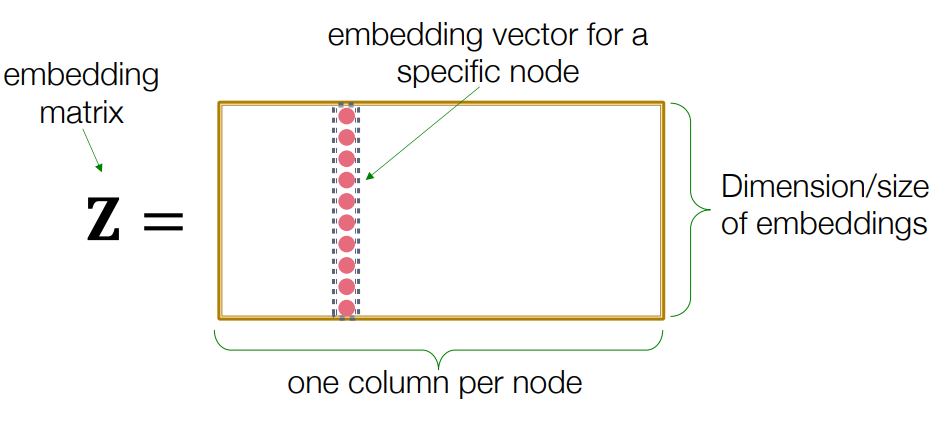 embedding vector for a
specific node
embedding
matrix
Z =
Dimension/size
of embeddings
one column per node